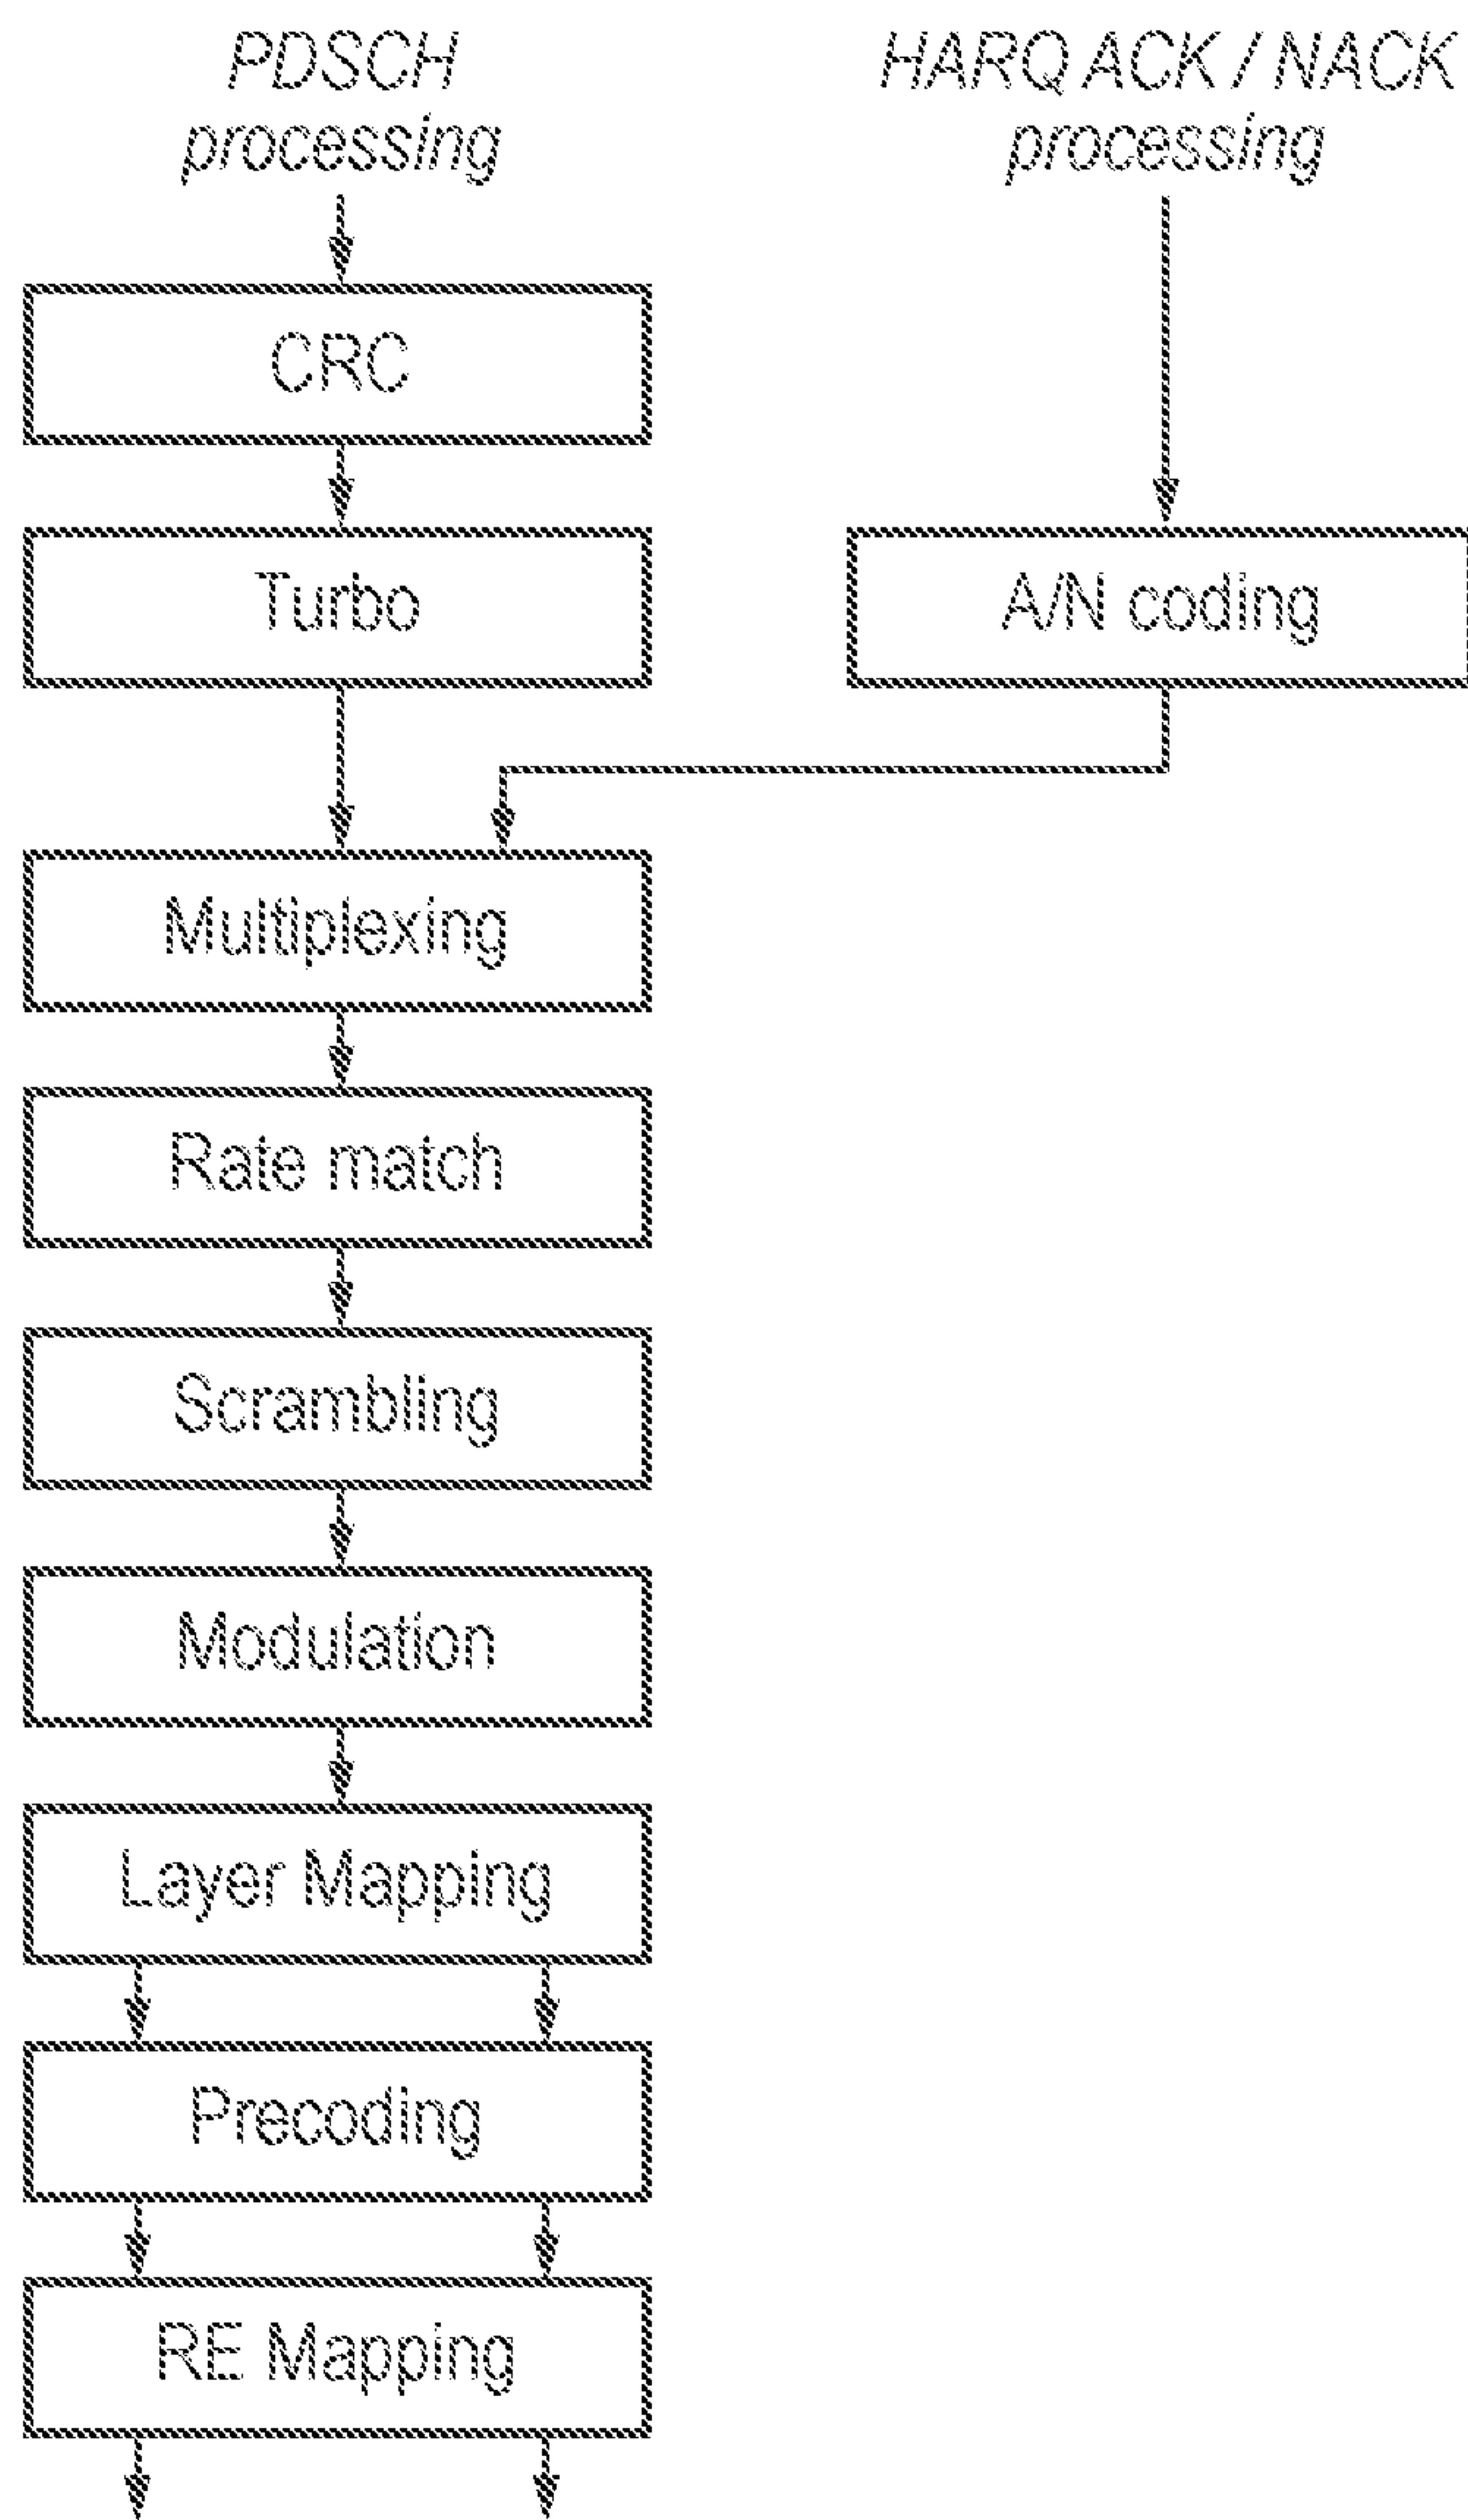 PDSCH
processing
HARQ ACK / NACK
processing
CRC
Turbo
A/N coding
Multiplexing
Rate match
Scrambling
Modulation
Layer Mapping
Precoding
RE Mapping